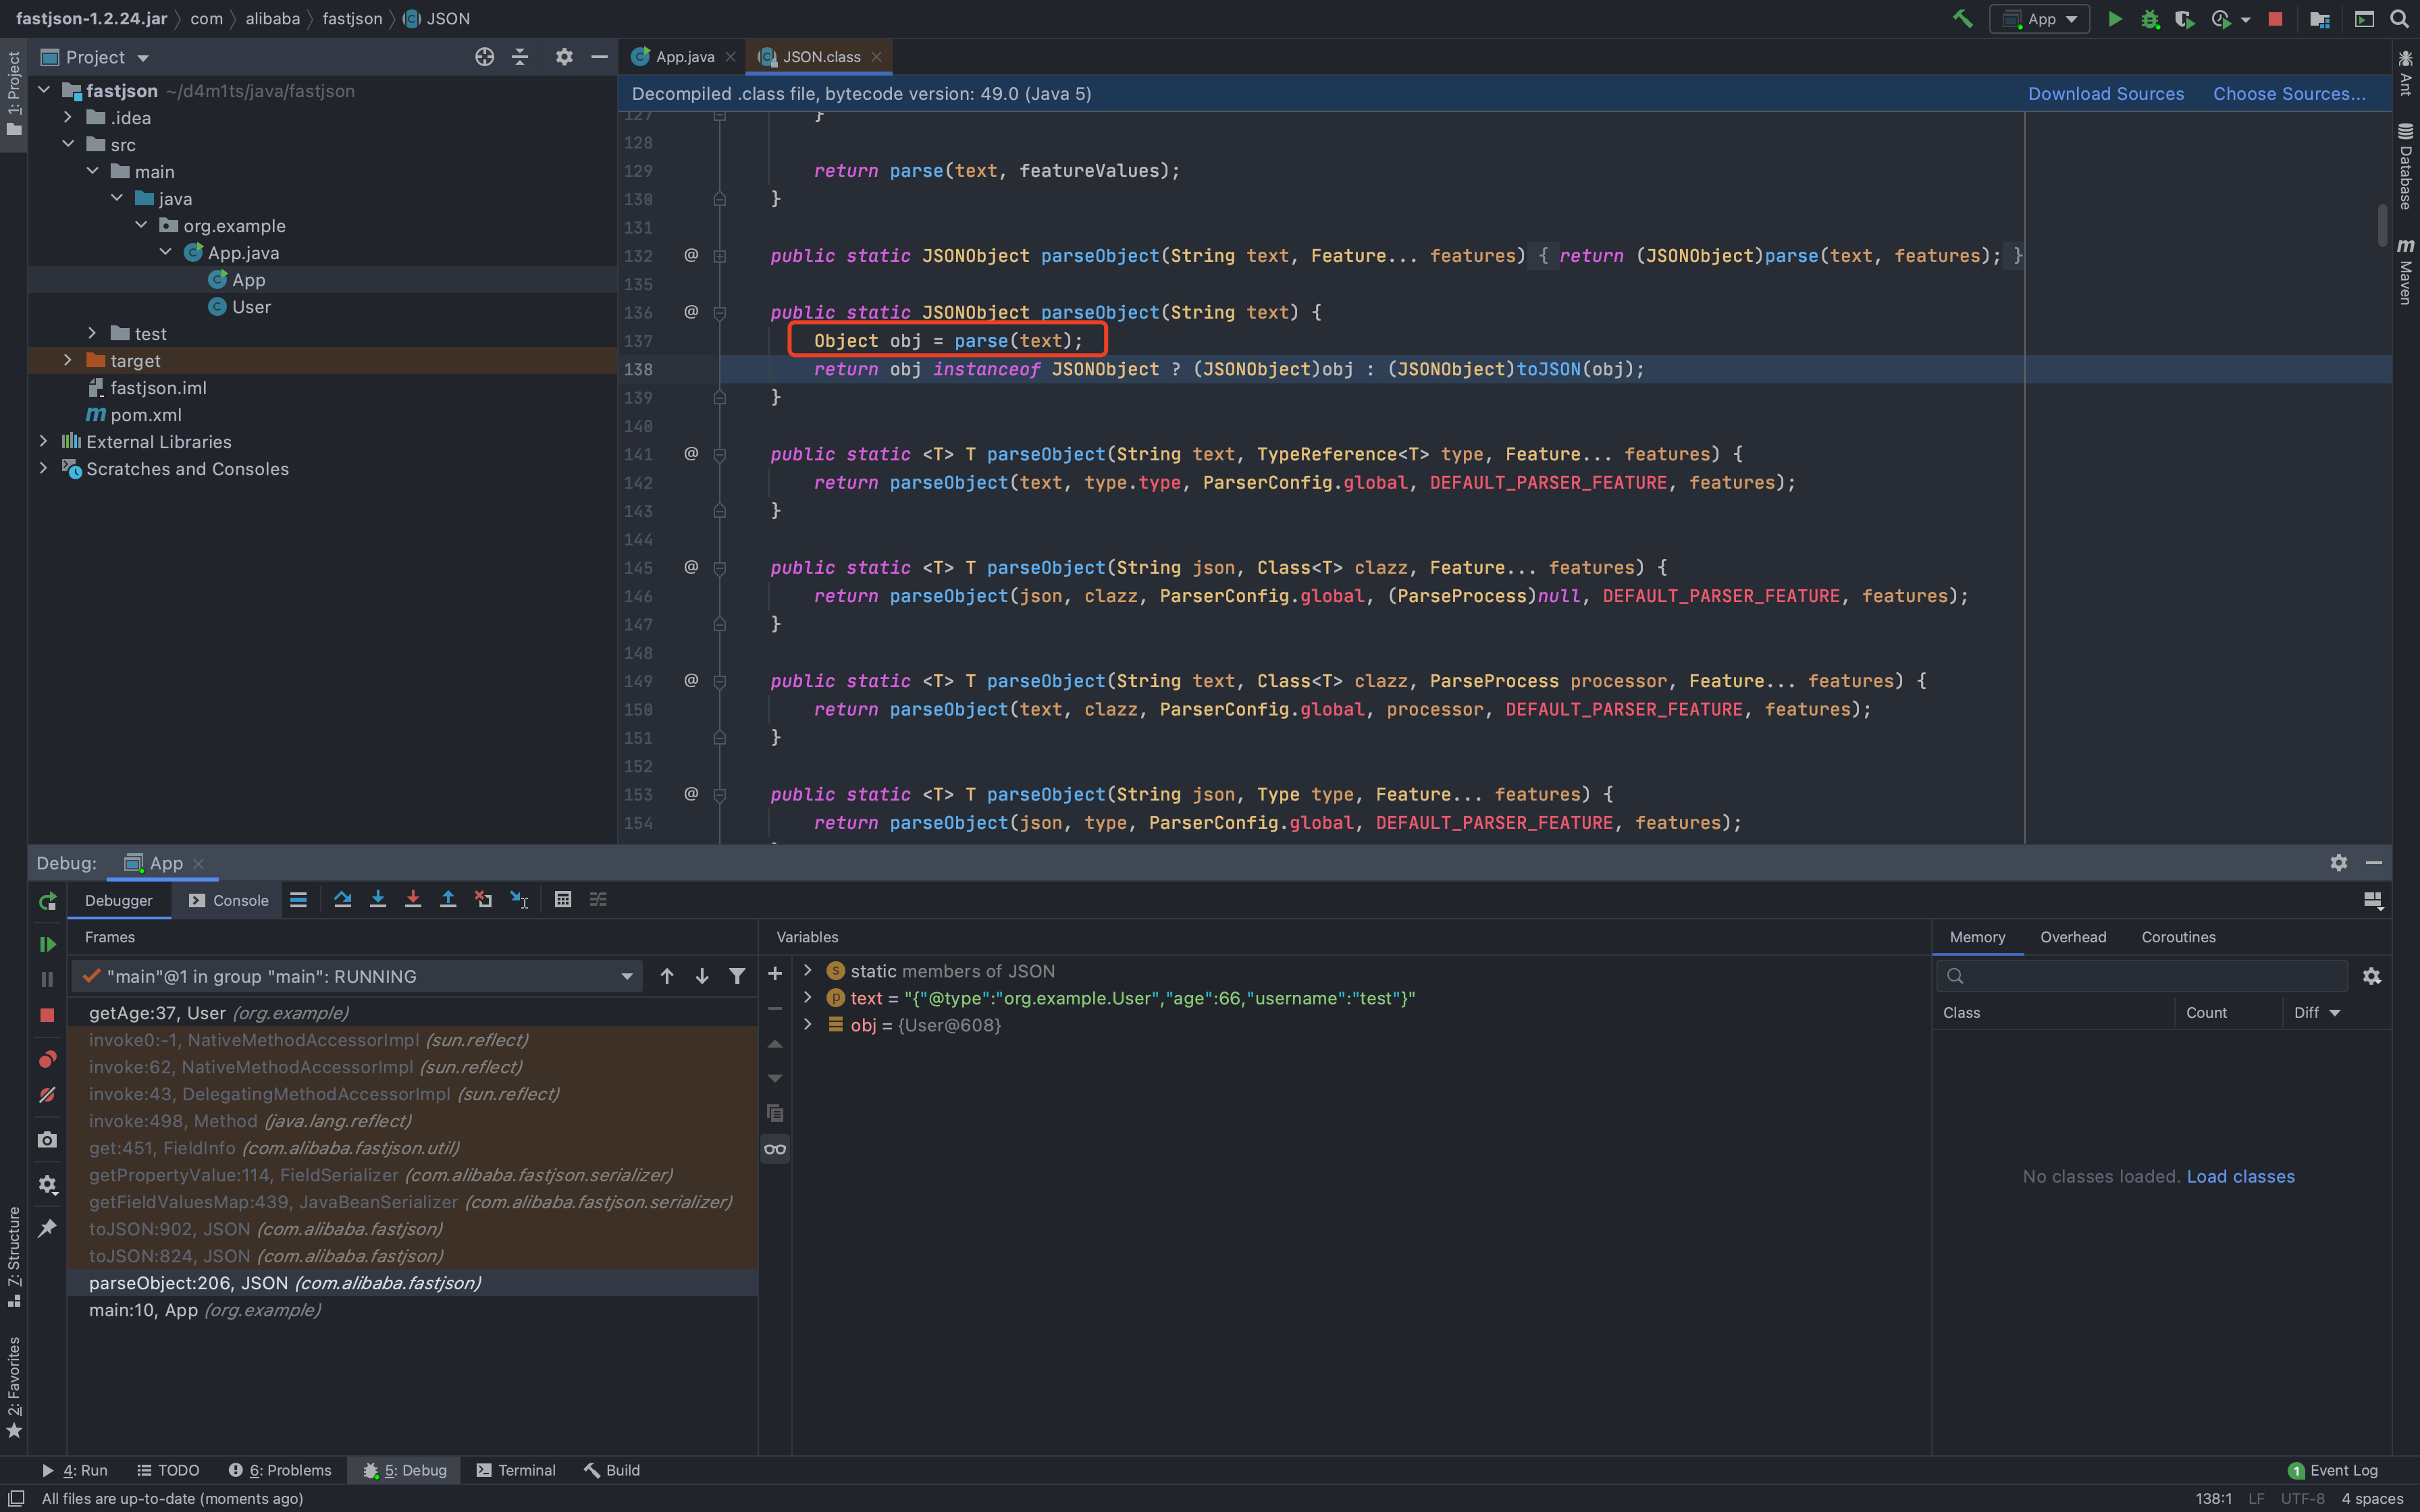 fastjson-1.2.24.jar com alibaba fastjson JSON
App
Project
App.java JSON.class
1: Project
Ant
Database
Maven
fastjson ~/d4m1ts/java/fastjson
.idea
src
main
java
org.example
App.java
App
User
test
target
fastjson.iml
pom.xml
External Libraries
Scratches and Consoles
Decompiled .class file, bytecode version: 49.0 (Java 5) Download Sources Choose Sources...
127 }
128
129 return parse(text, featureValues);
130 }
131
132 @ public static JSONObject parseObject(String text, Feature... features) { return (JSONObject)parse(text, features); }
135
136 @ public static JSONObject parseObject(String text) {
137 Object obj = parse(text);
138 return obj instanceof JSONObject ? (JSONObject)obj : (JSONObject)toJSON(obj);
139 }
140
141 @ public static <T> T parseObject(String text, TypeReference<T> type, Feature... features) {
142 return parseObject(text, type.type, ParserConfig.global, DEFAULT_PARSER_FEATURE, features);
143 }
144
145 @ public static <T> T parseObject(String json, Class<T> clazz, Feature... features) {
146 return parseObject(json, clazz, ParserConfig.global, (ParseProcess)null, DEFAULT_PARSER_FEATURE, features);
147 }
148
149 @ public static <T> T parseObject(String text, Class<T> clazz, ParseProcess processor, Feature... features) {
150 return parseObject(text, clazz, ParserConfig.global, processor, DEFAULT_PARSER_FEATURE, features);
151 }
152
153 @ public static <T> T parseObject(String json, Type type, Feature... features) {
154 return parseObject(json, type, ParserConfig.global, DEFAULT_PARSER_FEATURE, features);
Debug: App
Debugger Console
Frames
"main"@1 in group "main": RUNNING
getAge:37, User (org.example)
invoke0:-1, NativeMethodAccessorImpl (sun.reflect)
invoke:62, NativeMethodAccessorImpl (sun.reflect)
invoke:43, DelegatingMethodAccessorImpl (sun.reflect)
invoke:498, Method (java.lang.reflect)
get:451, FieldInfo (com.alibaba.fastjson.util)
getPropertyValue:114, FieldSerializer (com.alibaba.fastjson.serializer)
getFieldValuesMap:439, JavaBeanSerializer (com.alibaba.fastjson.serializer)
toJSON:902, JSON (com.alibaba.fastjson)
toJSON:824, JSON (com.alibaba.fastjson)
parseObject:206, JSON (com.alibaba.fastjson)
main:10, App (org.example)
Variables
static members of JSON
text = "{"@type":"org.example.User","age":66,"username":"test"}"
obj = {User@608}
Memory Overhead Coroutines
Class Count Diff
No classes loaded. Load classes
7: Structure
2: Favorites
4: Run TODO 6: Problems 5: Debug Terminal Build 1 Event Log
All files are up-to-date (moments ago) 138:1 LF UTF-8 4 spaces